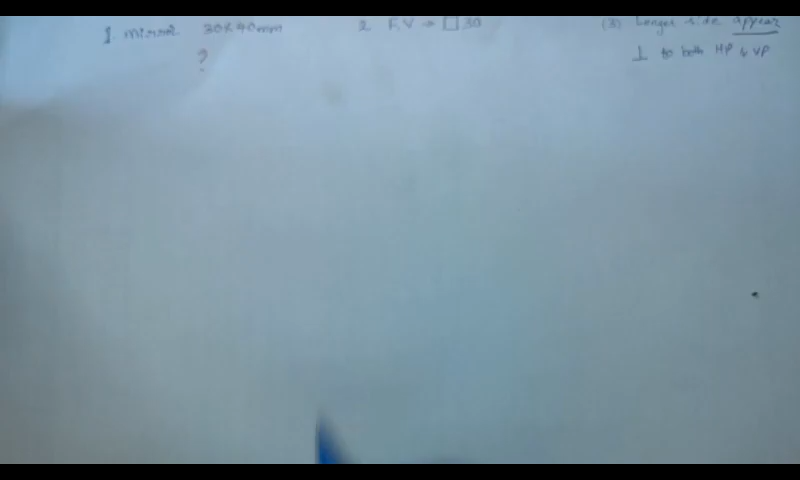 1 mirror 30X40mm
?
2 F.V → □ 30
(3) Longer side appear
⊥ to both HP & VP